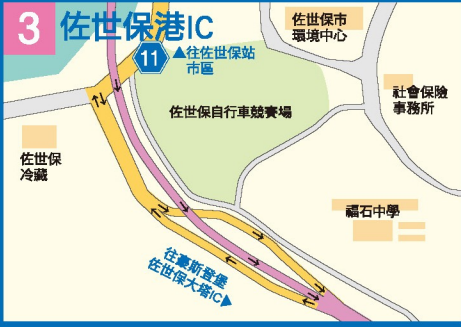 3 佐世保港IC
11
▲往佐世保站
市區
佐世保市
環境中心
社會保險
事務所
佐世保自行車競賽場
佐世保
冷藏
福石中學
往豪斯登堡
佐世保大塔IC▲